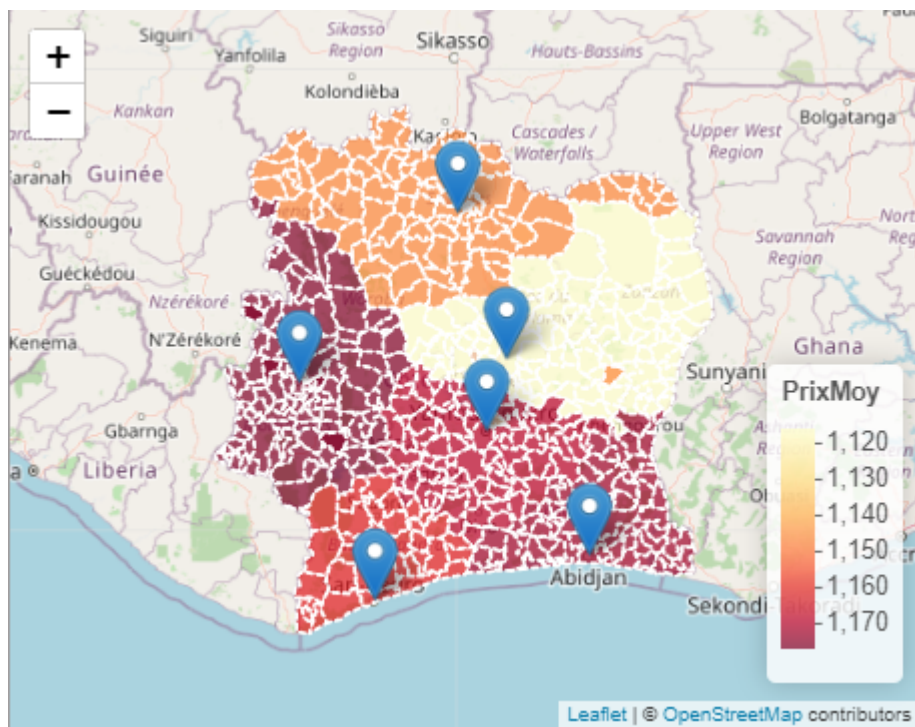 +
−
Siguiri
Yanfolila
Sikasso
Region
Sikasso
Hauts-Bassins
Kolondièba
Kankan
Cascades /
Waterfalls
Upper West
Region
Bolgatanga
Guinée
Kissidougou
Savannah
Region
Guéckédou
Nzérékoré
N'Zérékoré
Kenema
Zanzan
Ghana
Sunyani
Gbarnga
Liberia
Abidjan
Sekondi-Takoradi
PrixMoy
1,120
1,130
1,140
1,150
1,160
1,170
Leaflet | © OpenStreetMap contributors